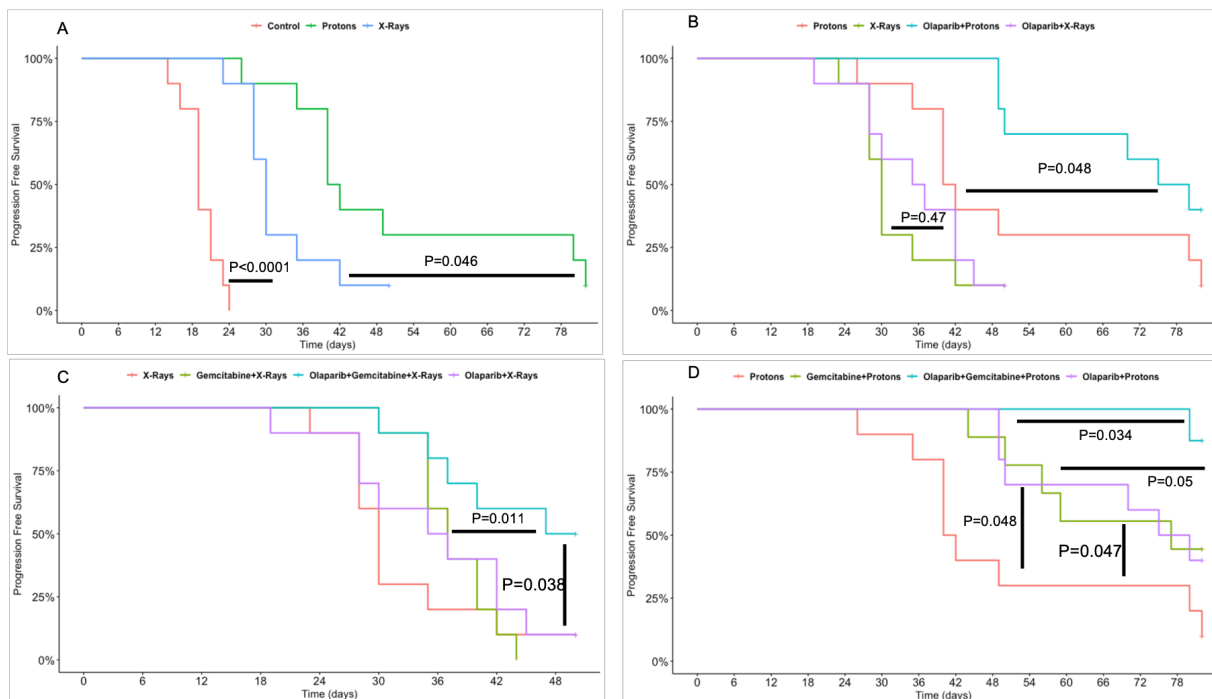 A
Control Protons X-Rays
Progression Free Survival
100%
75%
50%
25%
0%
P<0.0001
P=0.046
0 6 12 18 24 30 36 42 48 54 60 66 72 78
Time (days)
B
Protons X-Rays Olaparib+Protons Olaparib+X-Rays
Progression Free Survival
100%
75%
50%
25%
0%
P=0.048
P=0.47
0 6 12 18 24 30 36 42 48 54 60 66 72 78
Time (days)
C
X-Rays Gemcitabine+X-Rays Olaparib+Gemcitabine+X-Rays Olaparib+X-Rays
Progression Free Survival
100%
75%
50%
25%
0%
P=0.011
P=0.038
0 6 12 18 24 30 36 42 48
Time (days)
D
Protons Gemcitabine+Protons Olaparib+Gemcitabine+Protons Olaparib+Protons
Progression Free Survival
100%
75%
50%
25%
0%
P=0.034
P=0.05
P=0.048
P=0.047
0 6 12 18 24 30 36 42 48 54 60 66 72 78
Time (days)